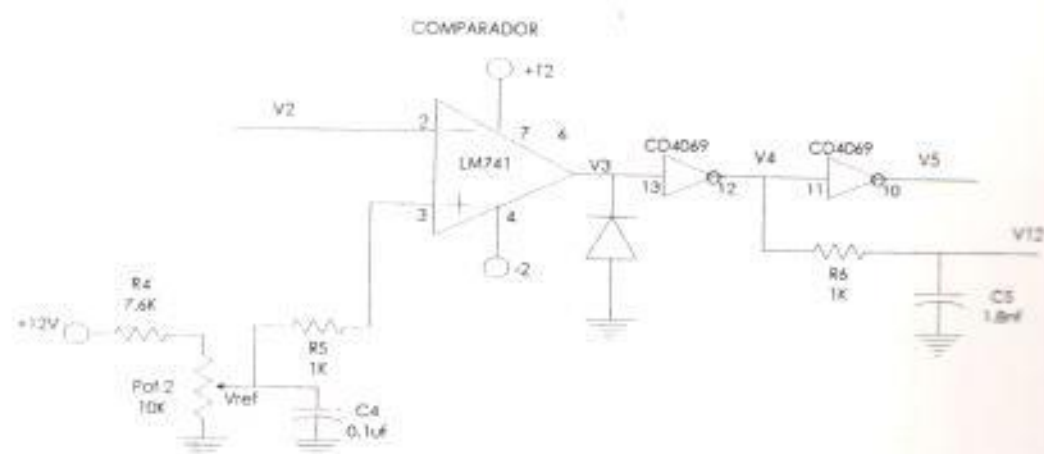 COMPARADOR
+12
V2
2
7
6
LM741
CD4069
CD4069
V3
V4
V5
13
12
11
10
3
4
-2
V12
R4
7.6K
R6
1K
C5
1.8nf
+12V
R5
1K
Pot 2
10K
Vref
C4
0.1uf